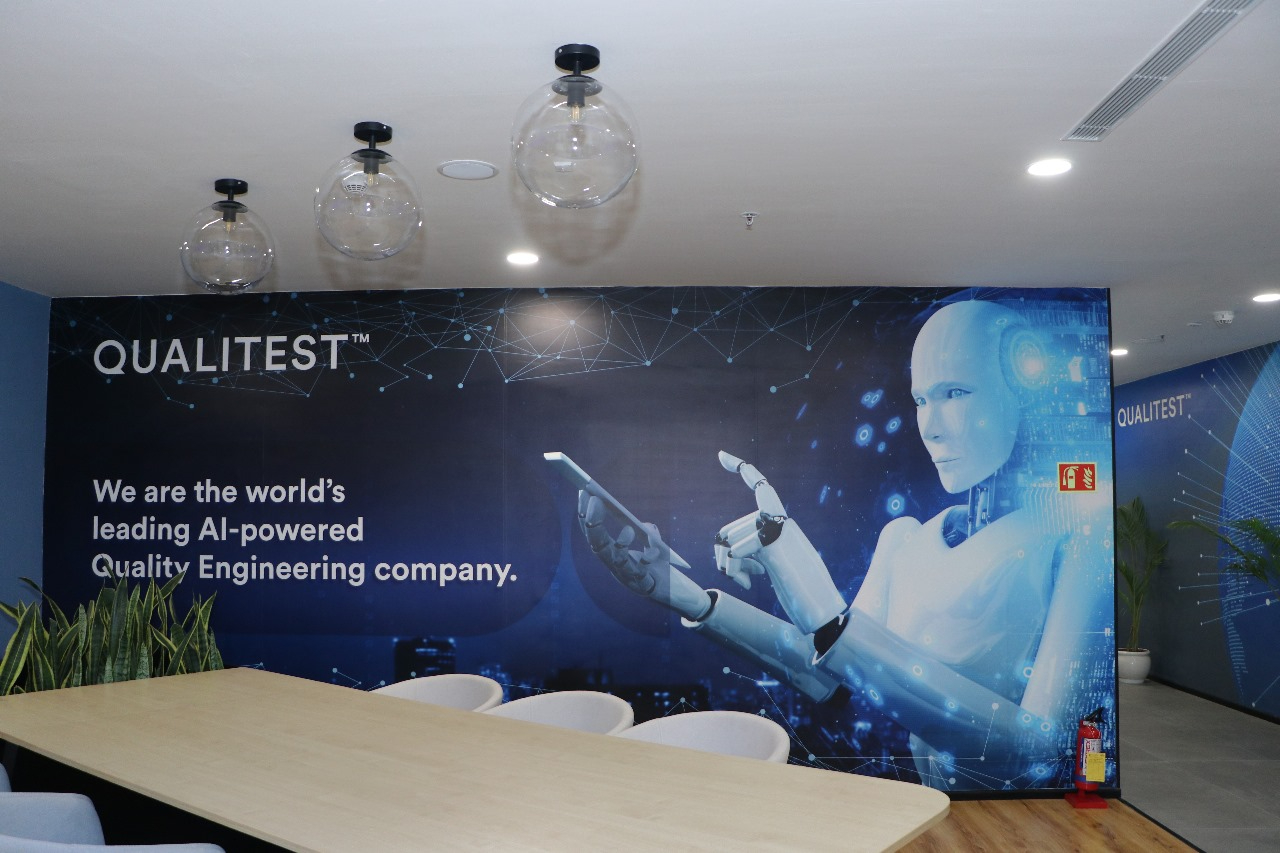 QUALITEST™
We are the world's
leading AI-powered
Quality Engineering company.
QUALITEST™